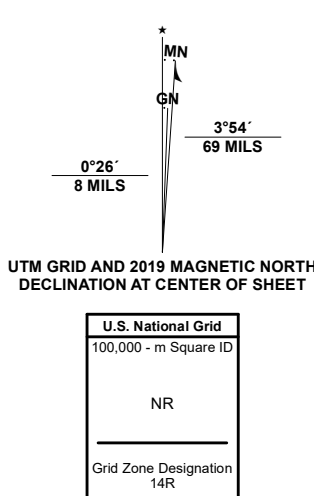 ★
MN
GN
3°54´
69 MILS
0°26´
8 MILS
UTM GRID AND 2019 MAGNETIC NORTH
DECLINATION AT CENTER OF SHEET
U.S. National Grid
100,000 - m Square ID
NR
Grid Zone Designation
14R